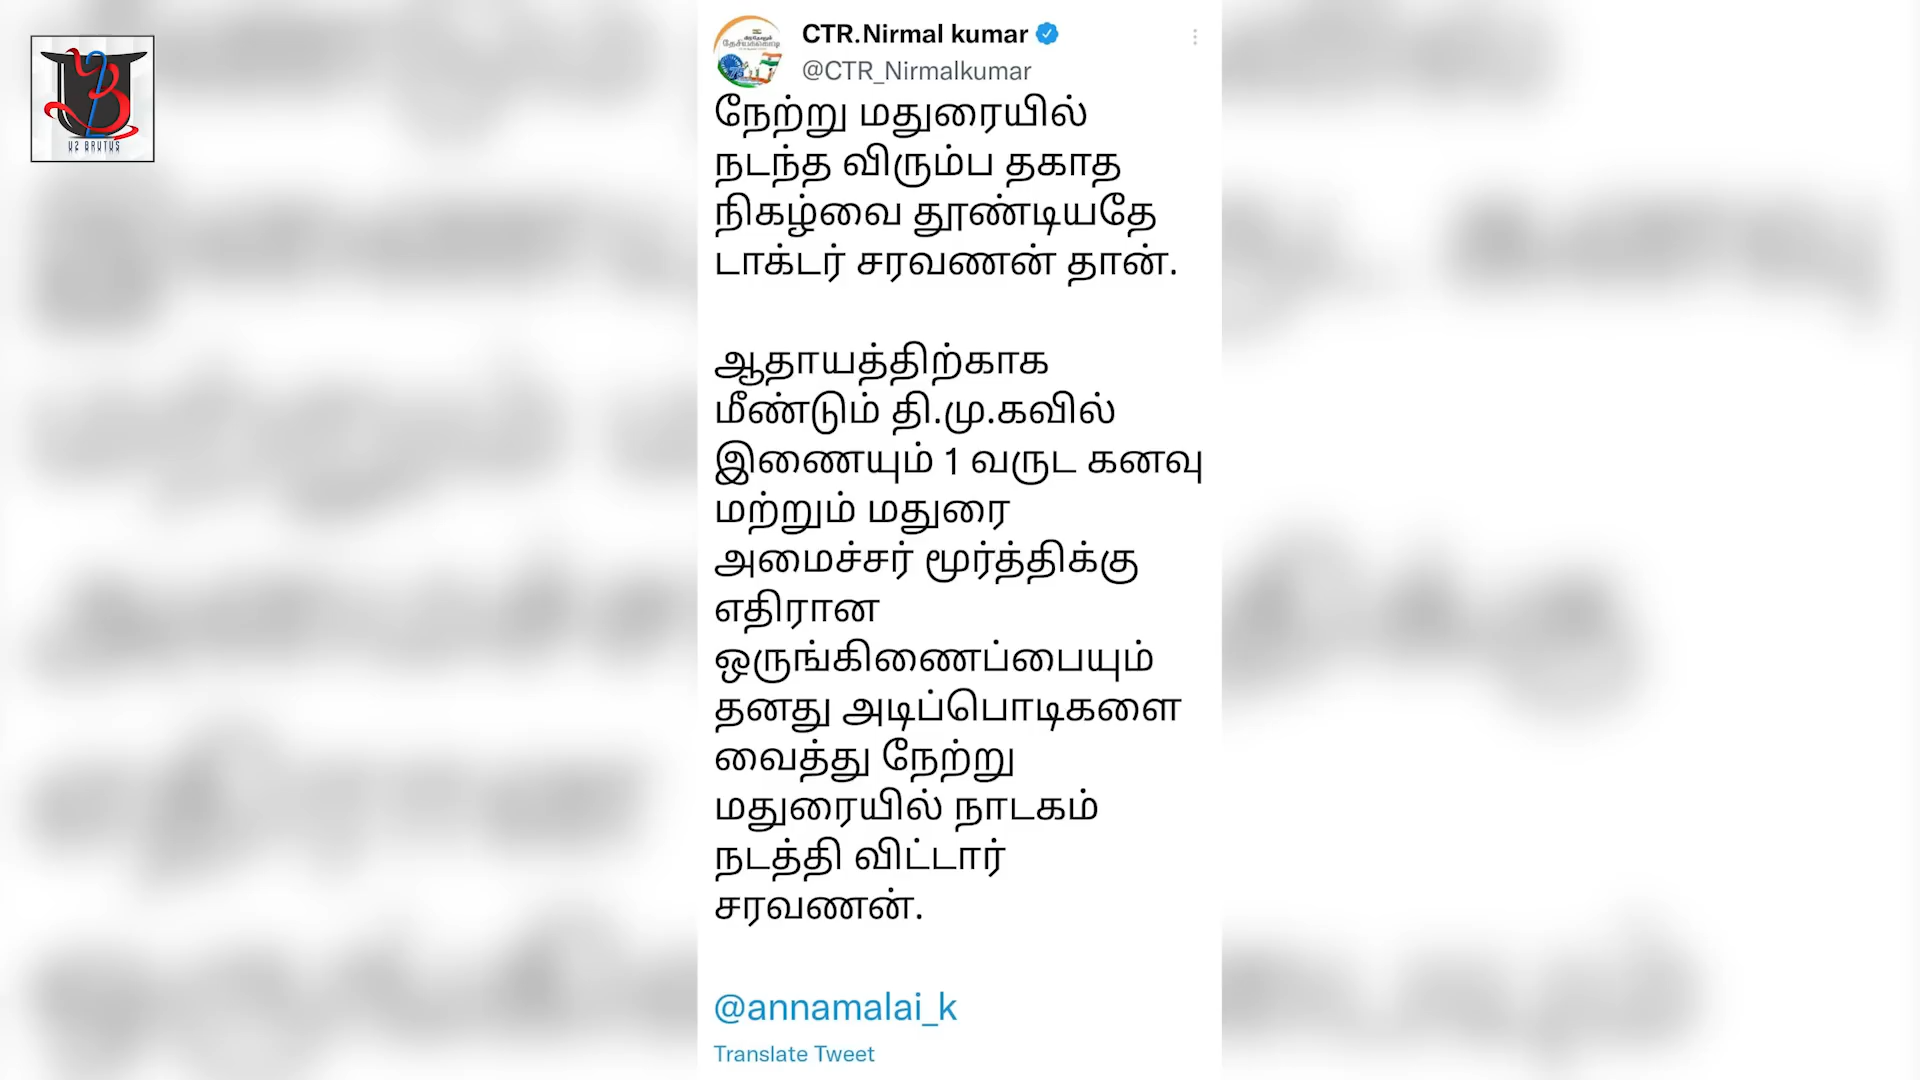 U2 BRUTUS
CTR.Nirmal kumar
@CTR_Nirmalkumar
நேற்று மதுரையில்
நடந்த விரும்ப தகாத
நிகழ்வை தூண்டியதே
டாக்டர் சரவணன் தான்.
ஆதாயத்திற்காக
மீண்டும் தி.மு.கவில்
இணையும் 1 வருட கனவு
மற்றும் மதுரை
அமைச்சர் மூர்த்திக்கு
எதிரான
ஒருங்கிணைப்பையும்
தனது அடிப்பொடிகளை
வைத்து நேற்று
மதுரையில் நாடகம்
நடத்தி விட்டார்
சரவணன்.
@annamalai_k
Translate Tweet